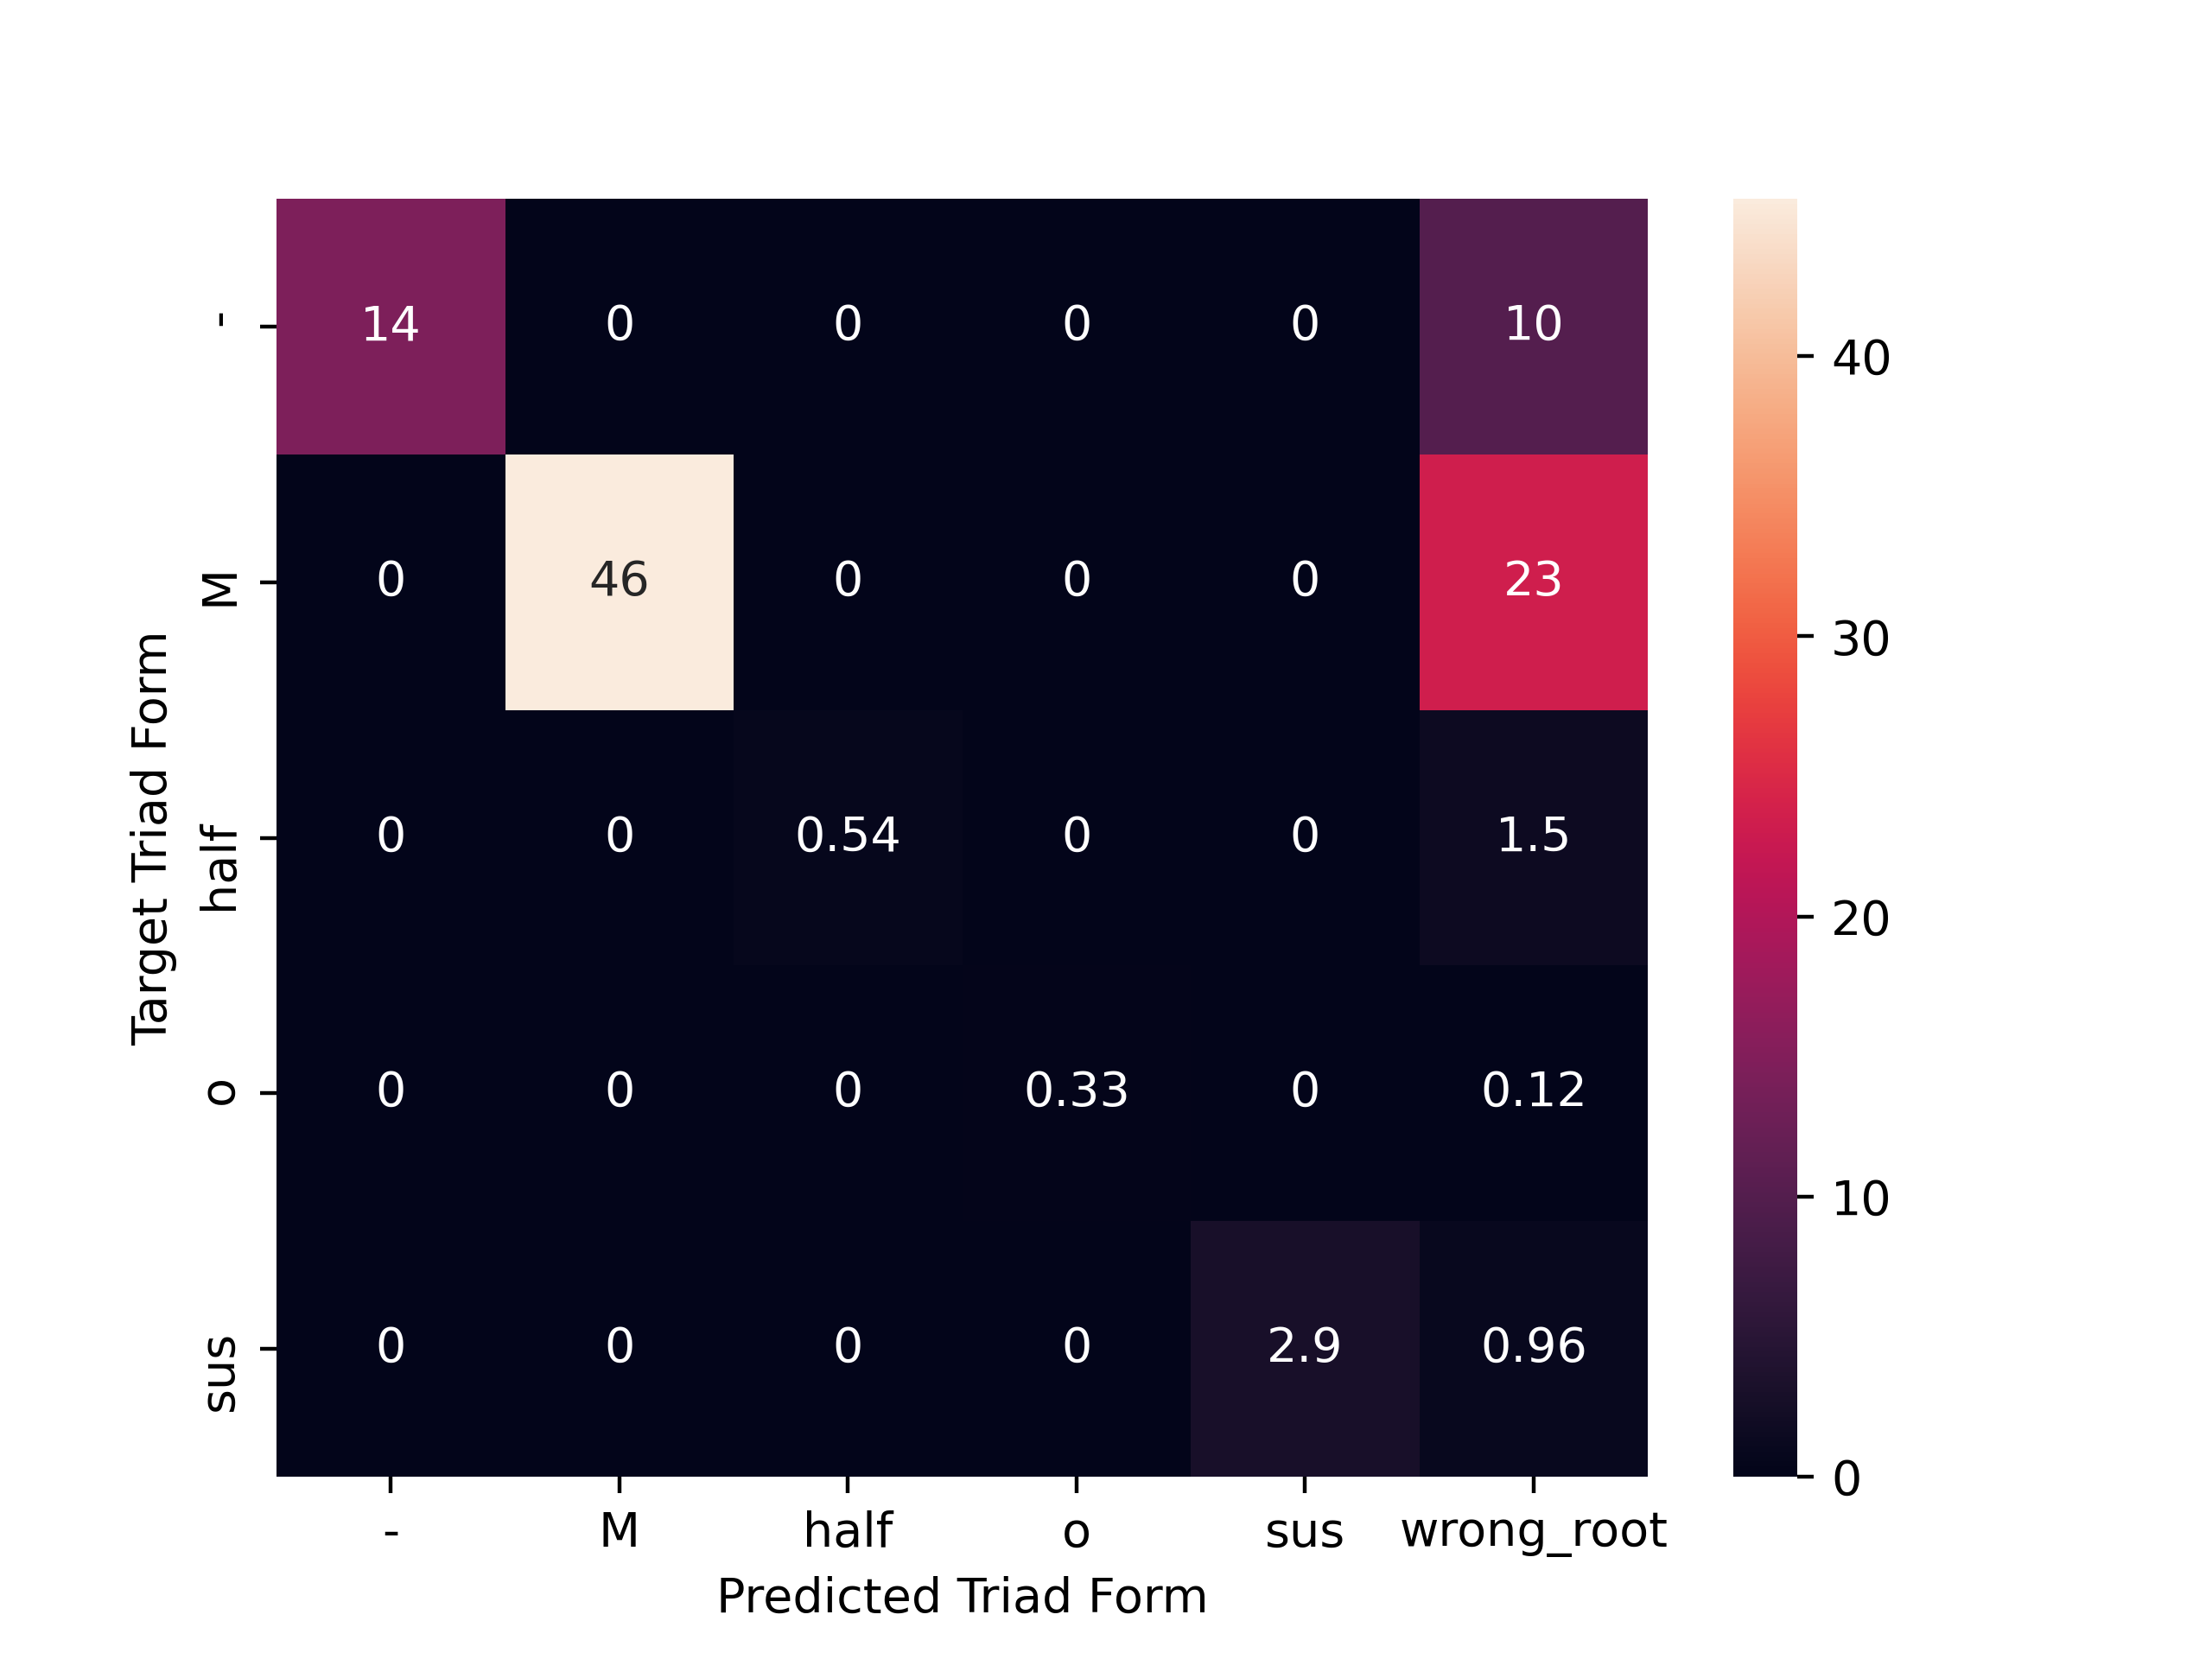 - 14 0 0 0 0 10
M 0 46 0 0 0 23
half 0 0 0.54 0 0 1.5
o 0 0 0 0.33 0 0.12
sus 0 0 0 0 2.9 0.96
- M half o sus wrong_root
Predicted Triad Form
Target Triad Form
40
30
20
10
0